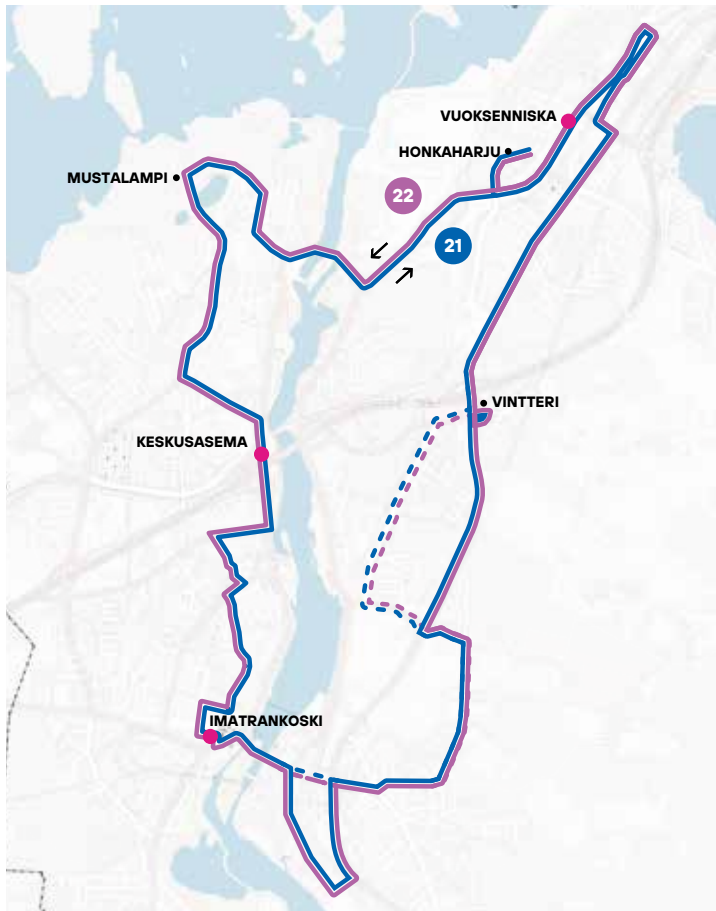 VUOKSENNISKA
HONKAHARJU
MUSTALAMPI
22
21
VINTTERI
KESKUSASEMA
IMATRANKOSKI